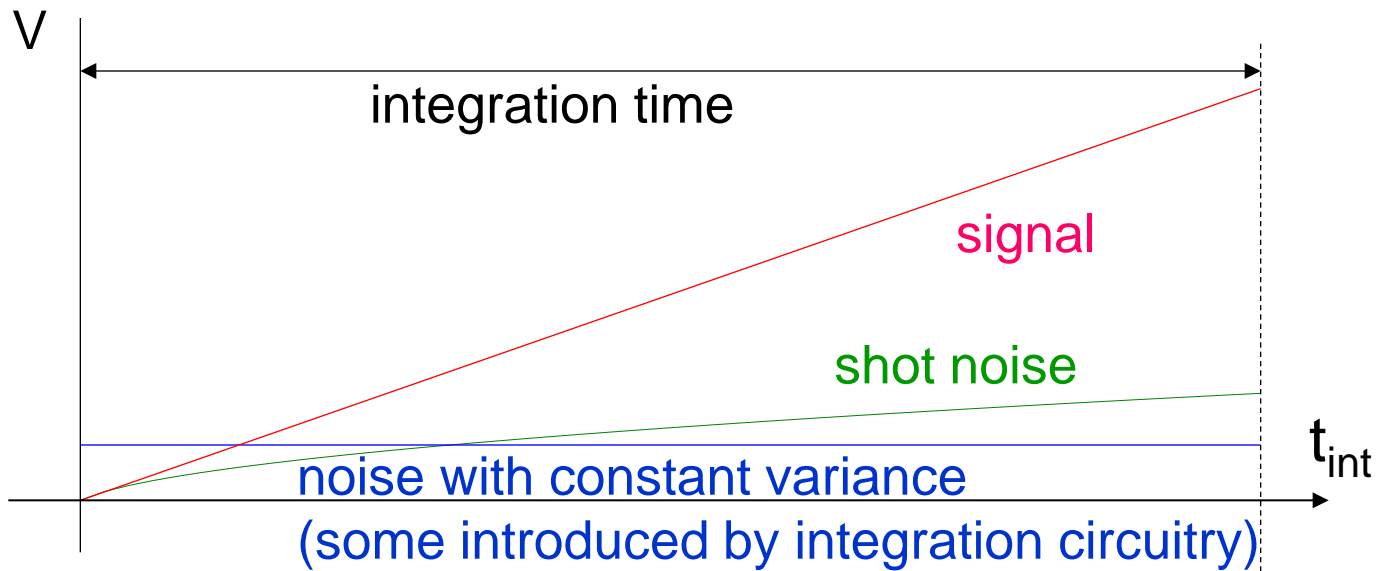 V
integration time
signal
shot noise
t_int
noise with constant variance
(some introduced by integration circuitry)